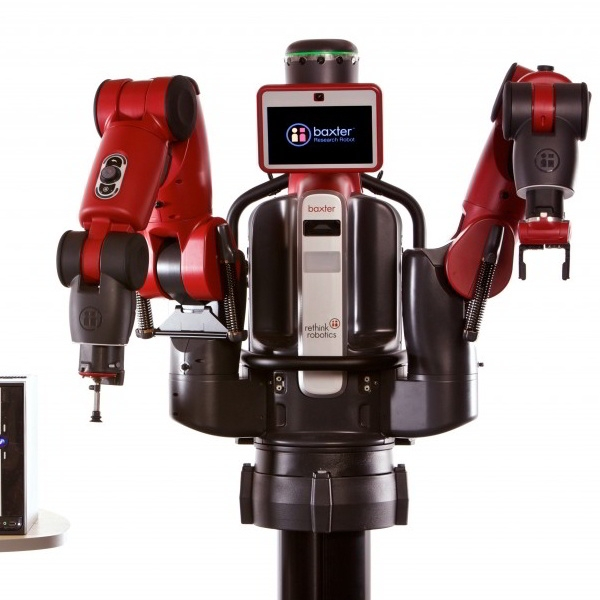 baxter
Research Robot
baxter
rethink
robotics